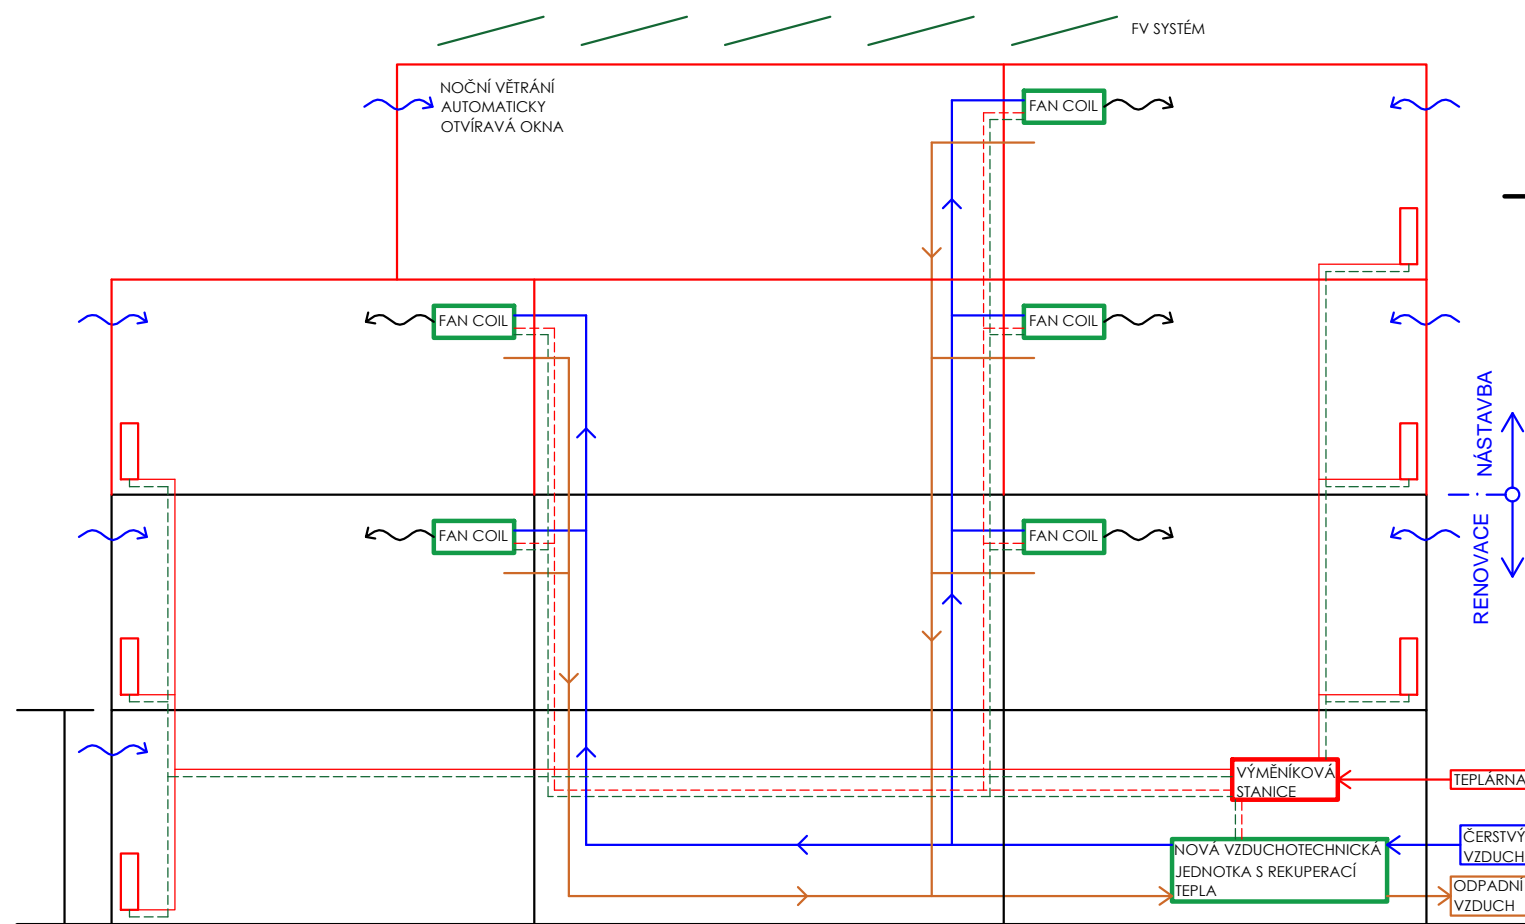 FV SYSTÉM
NOČNÍ VĚTRÁNÍ
AUTOMATICKY
OTVÍRAVÁ OKNA
FAN COIL
FAN COIL
FAN COIL
NÁSTAVBA
RENOVACE
FAN COIL
FAN COIL
VÝMĚNÍKOVÁ
STANICE
TEPLÁRNA
NOVÁ VZDUCHOTECHNICKÁ
JEDNOTKA S REKUPERACÍ
TEPLA
ČERSTVÝ
VZDUCH
ODPADNÍ
VZDUCH